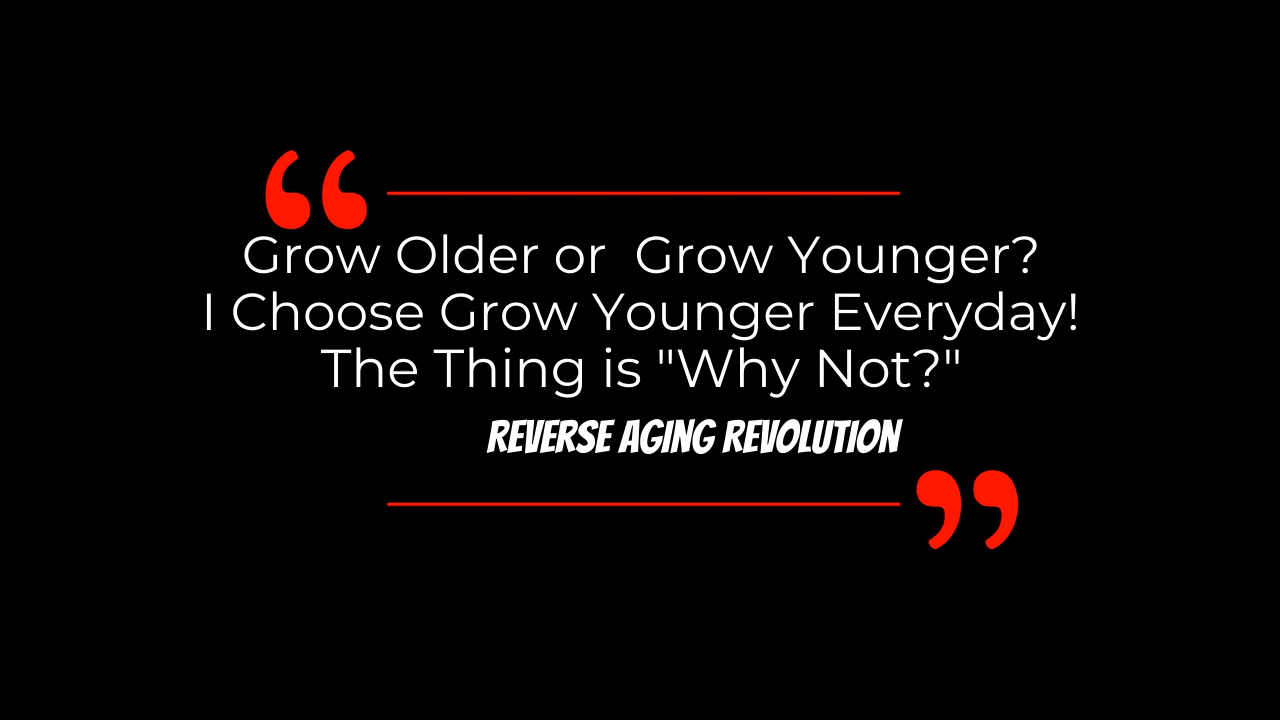 Grow Older or  Grow Younger?
I Choose Grow Younger Everyday!
The Thing is "Why Not?"
REVERSE AGING REVOLUTION